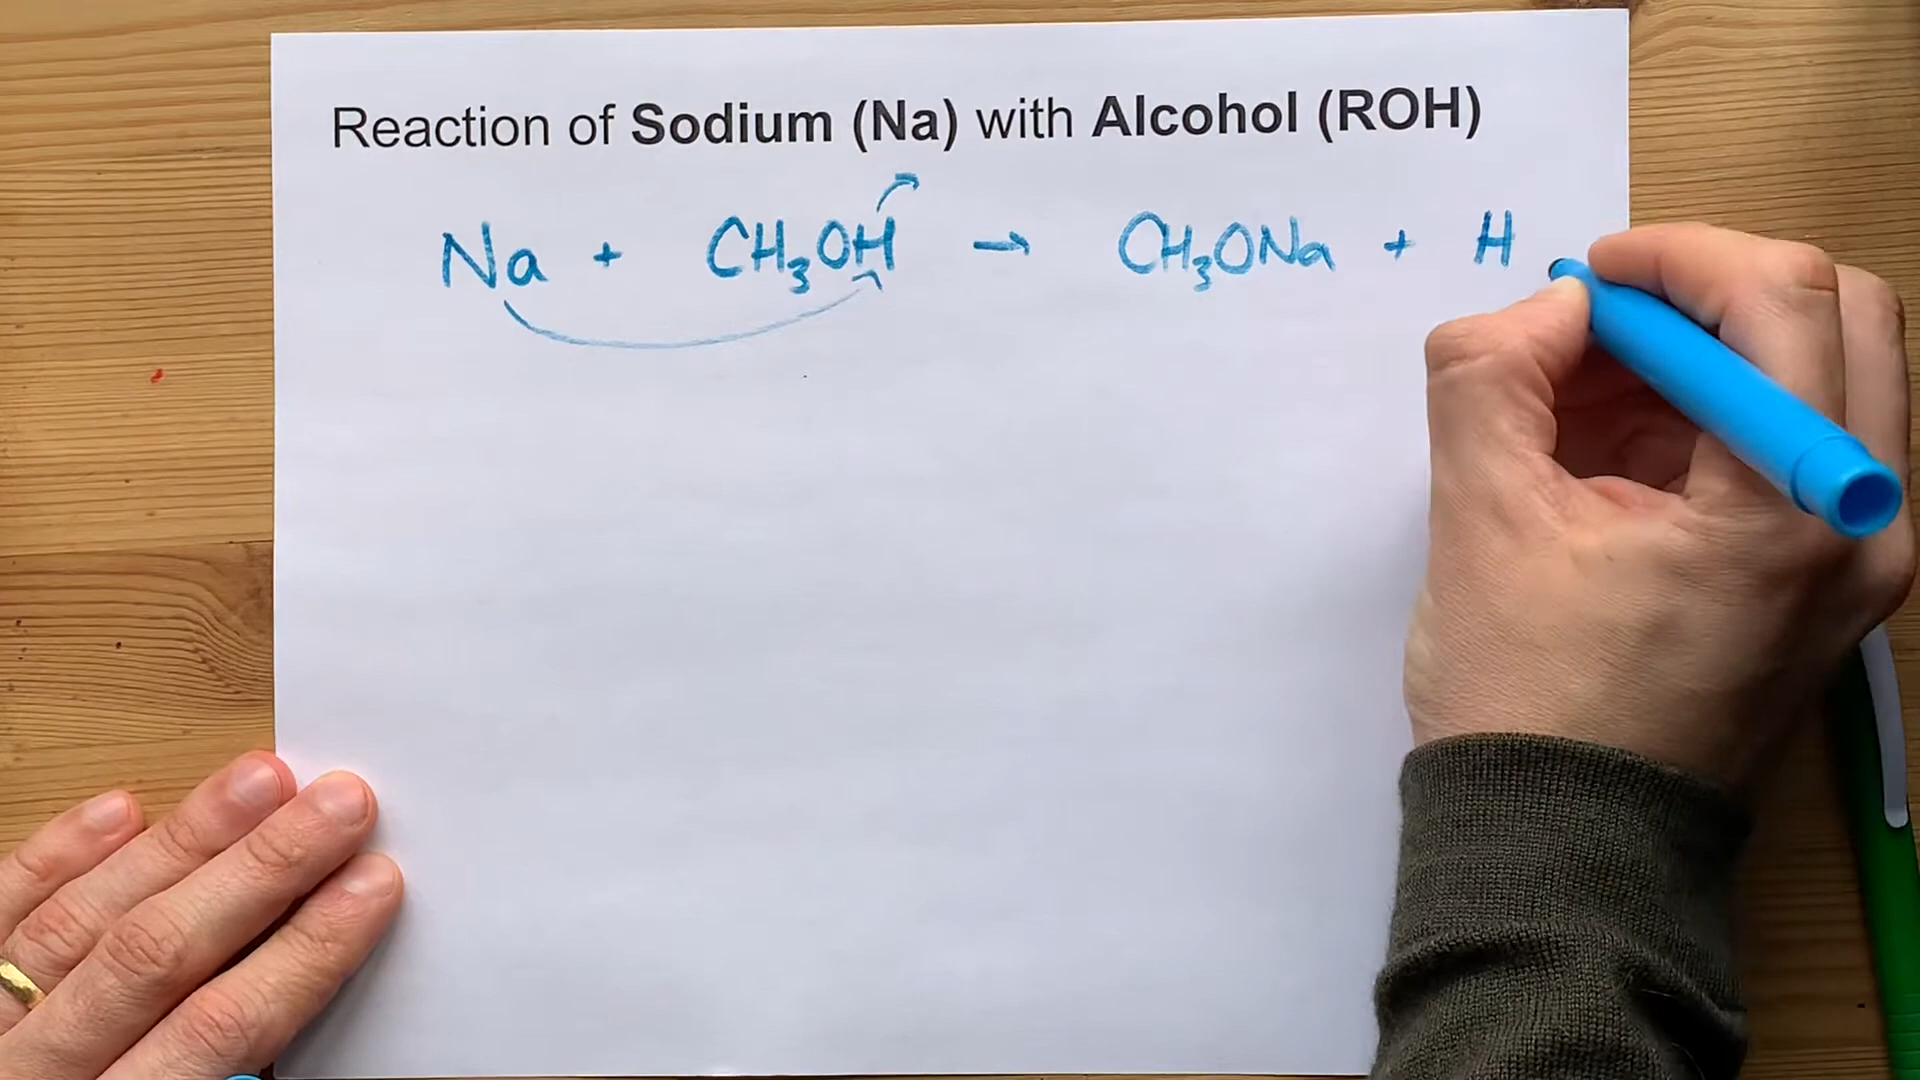 Reaction of Sodium (Na) with Alcohol (ROH)
Na + CH₃OH → CH₃ONa + H